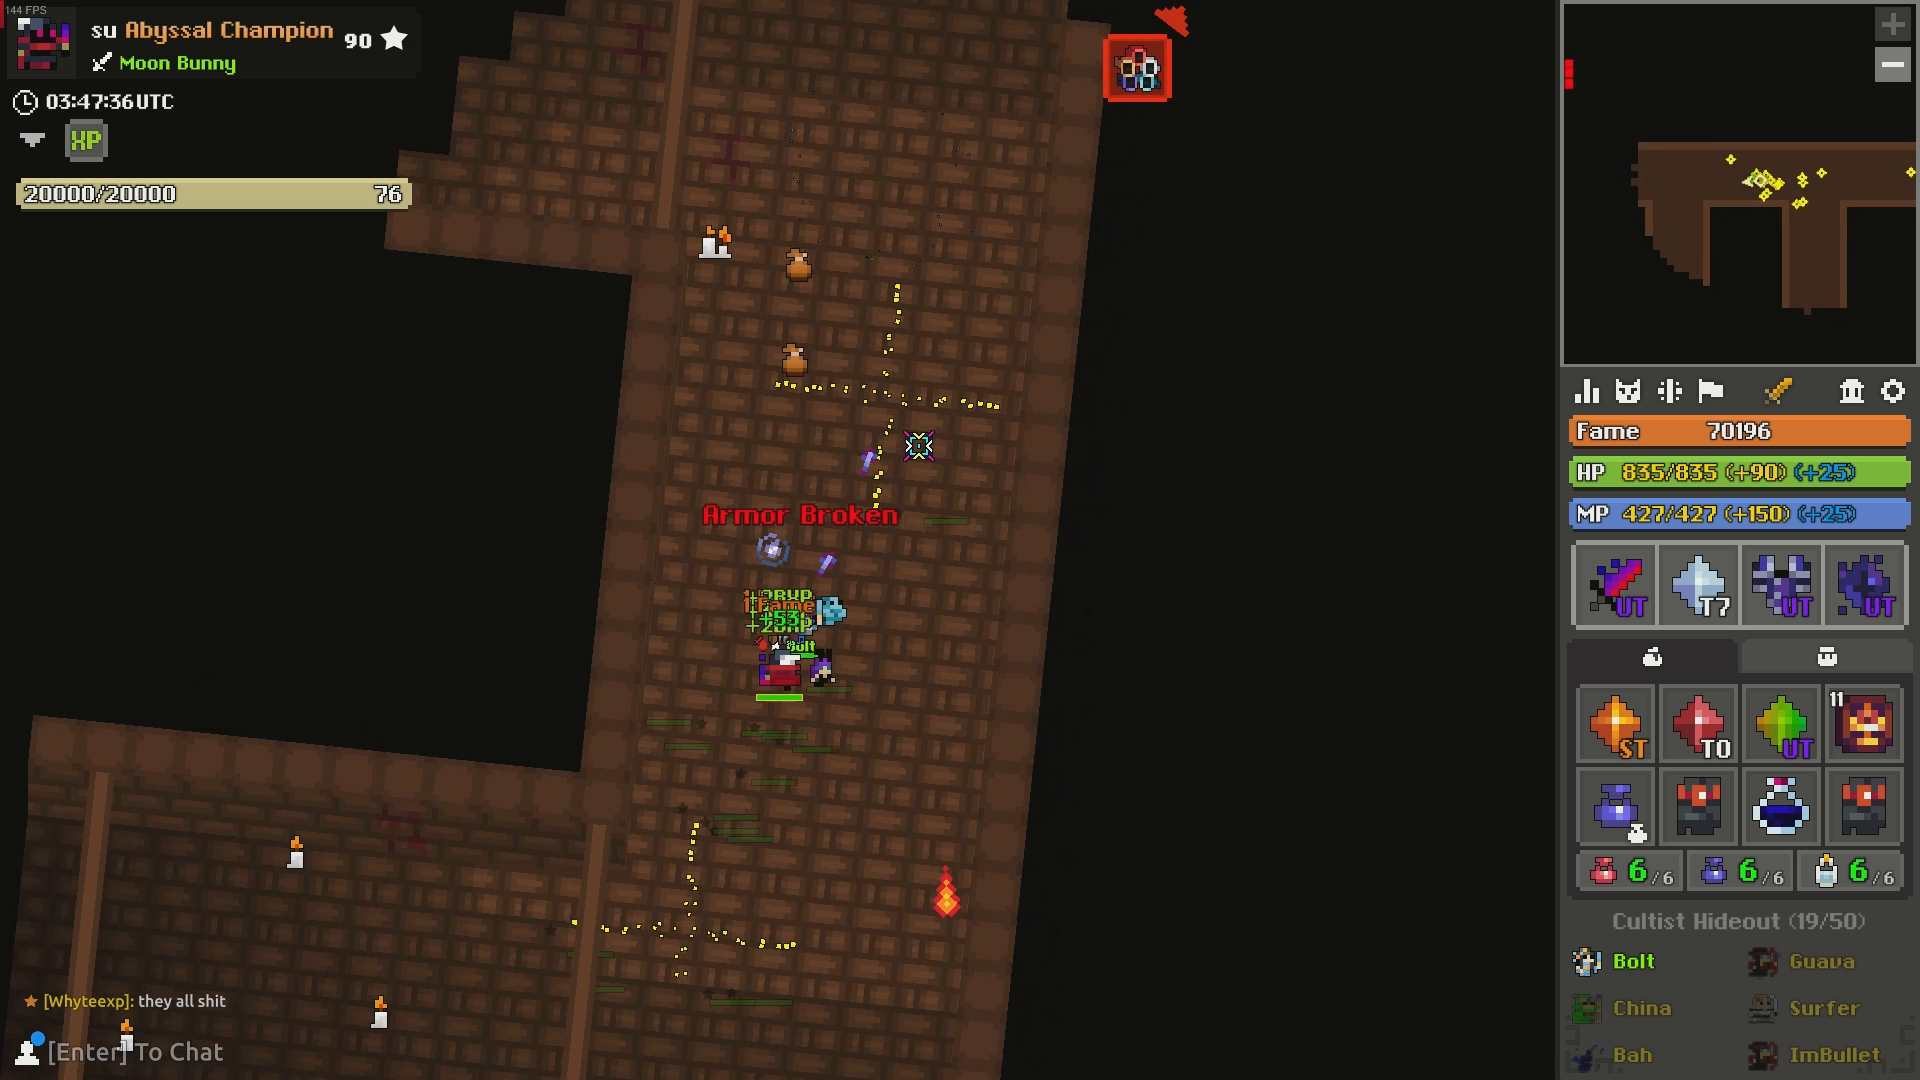 144 FPS
su Abyssal Champion 90
Moon Bunny
03:47:36UTC
XP
20000/20000 76
Armor Broken
+53
Bolt
Fame 70196
HP 835/835 (+90) (+25)
MP 427/427 (+150) (+25)
UT T7 UT UT
ST T0 UT 11
6/6 6/6 6/6
Cultist Hideout (19/50)
Bolt Guava
China Surfer
Bah ImBullet
[Whyteexp]: they all shit
[Enter] To Chat